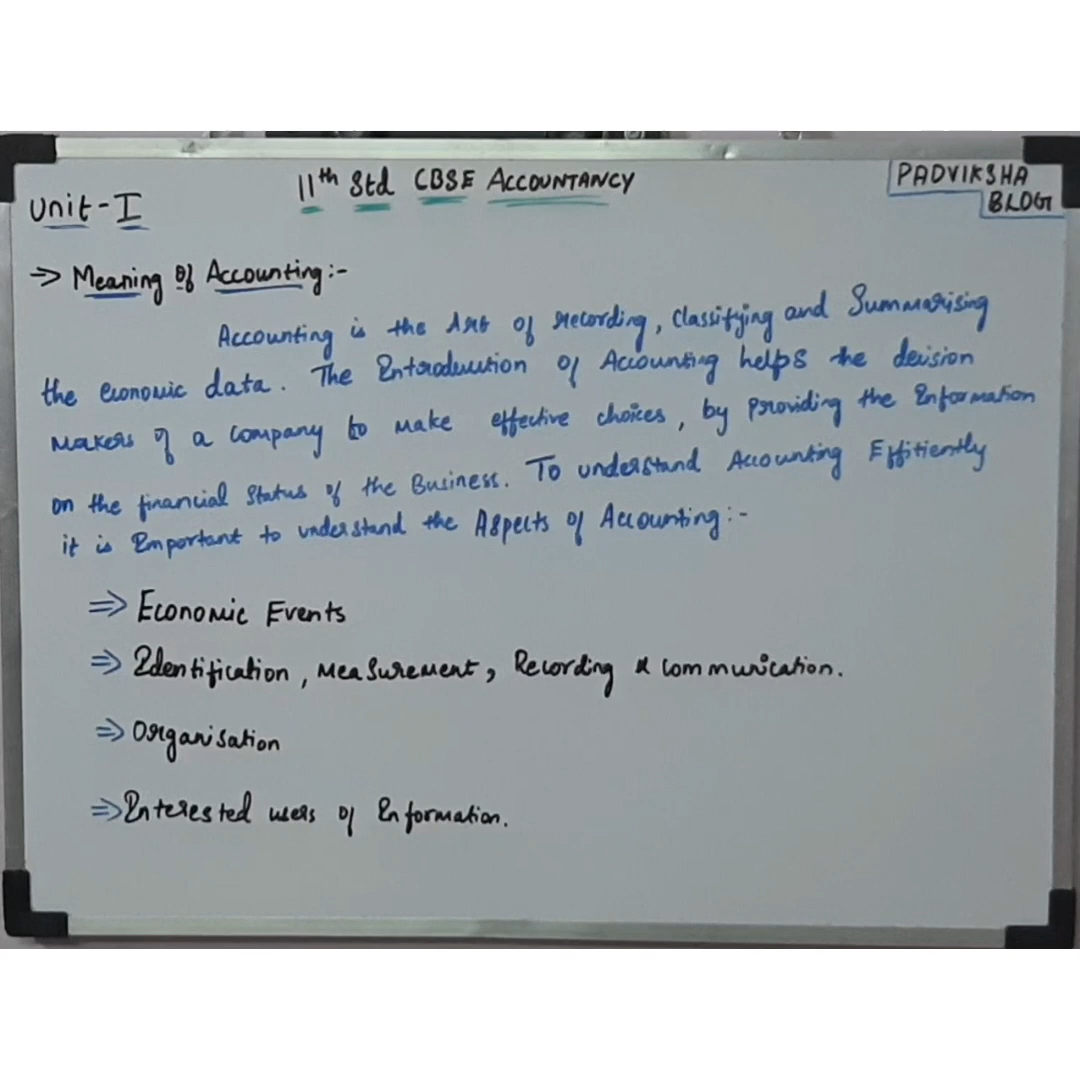 11th Std CBSE ACCOUNTANCY
PADVIKSHA
BLOG
Unit-I
→ Meaning of Accounting:-
Accounting is the Art of recording, classifying and Summarising
the economic data. The Introduction of Accounting helps the decision
makers of a company to make effective choices, by providing the Information
on the financial status of the Business. To understand Accounting Effitiently
it is Important to understand the Aspects of Accounting:-
⇒ Economic Events
⇒ Identification, measurement, Recording & communication.
⇒ Organisation
⇒ Interested users of Information.